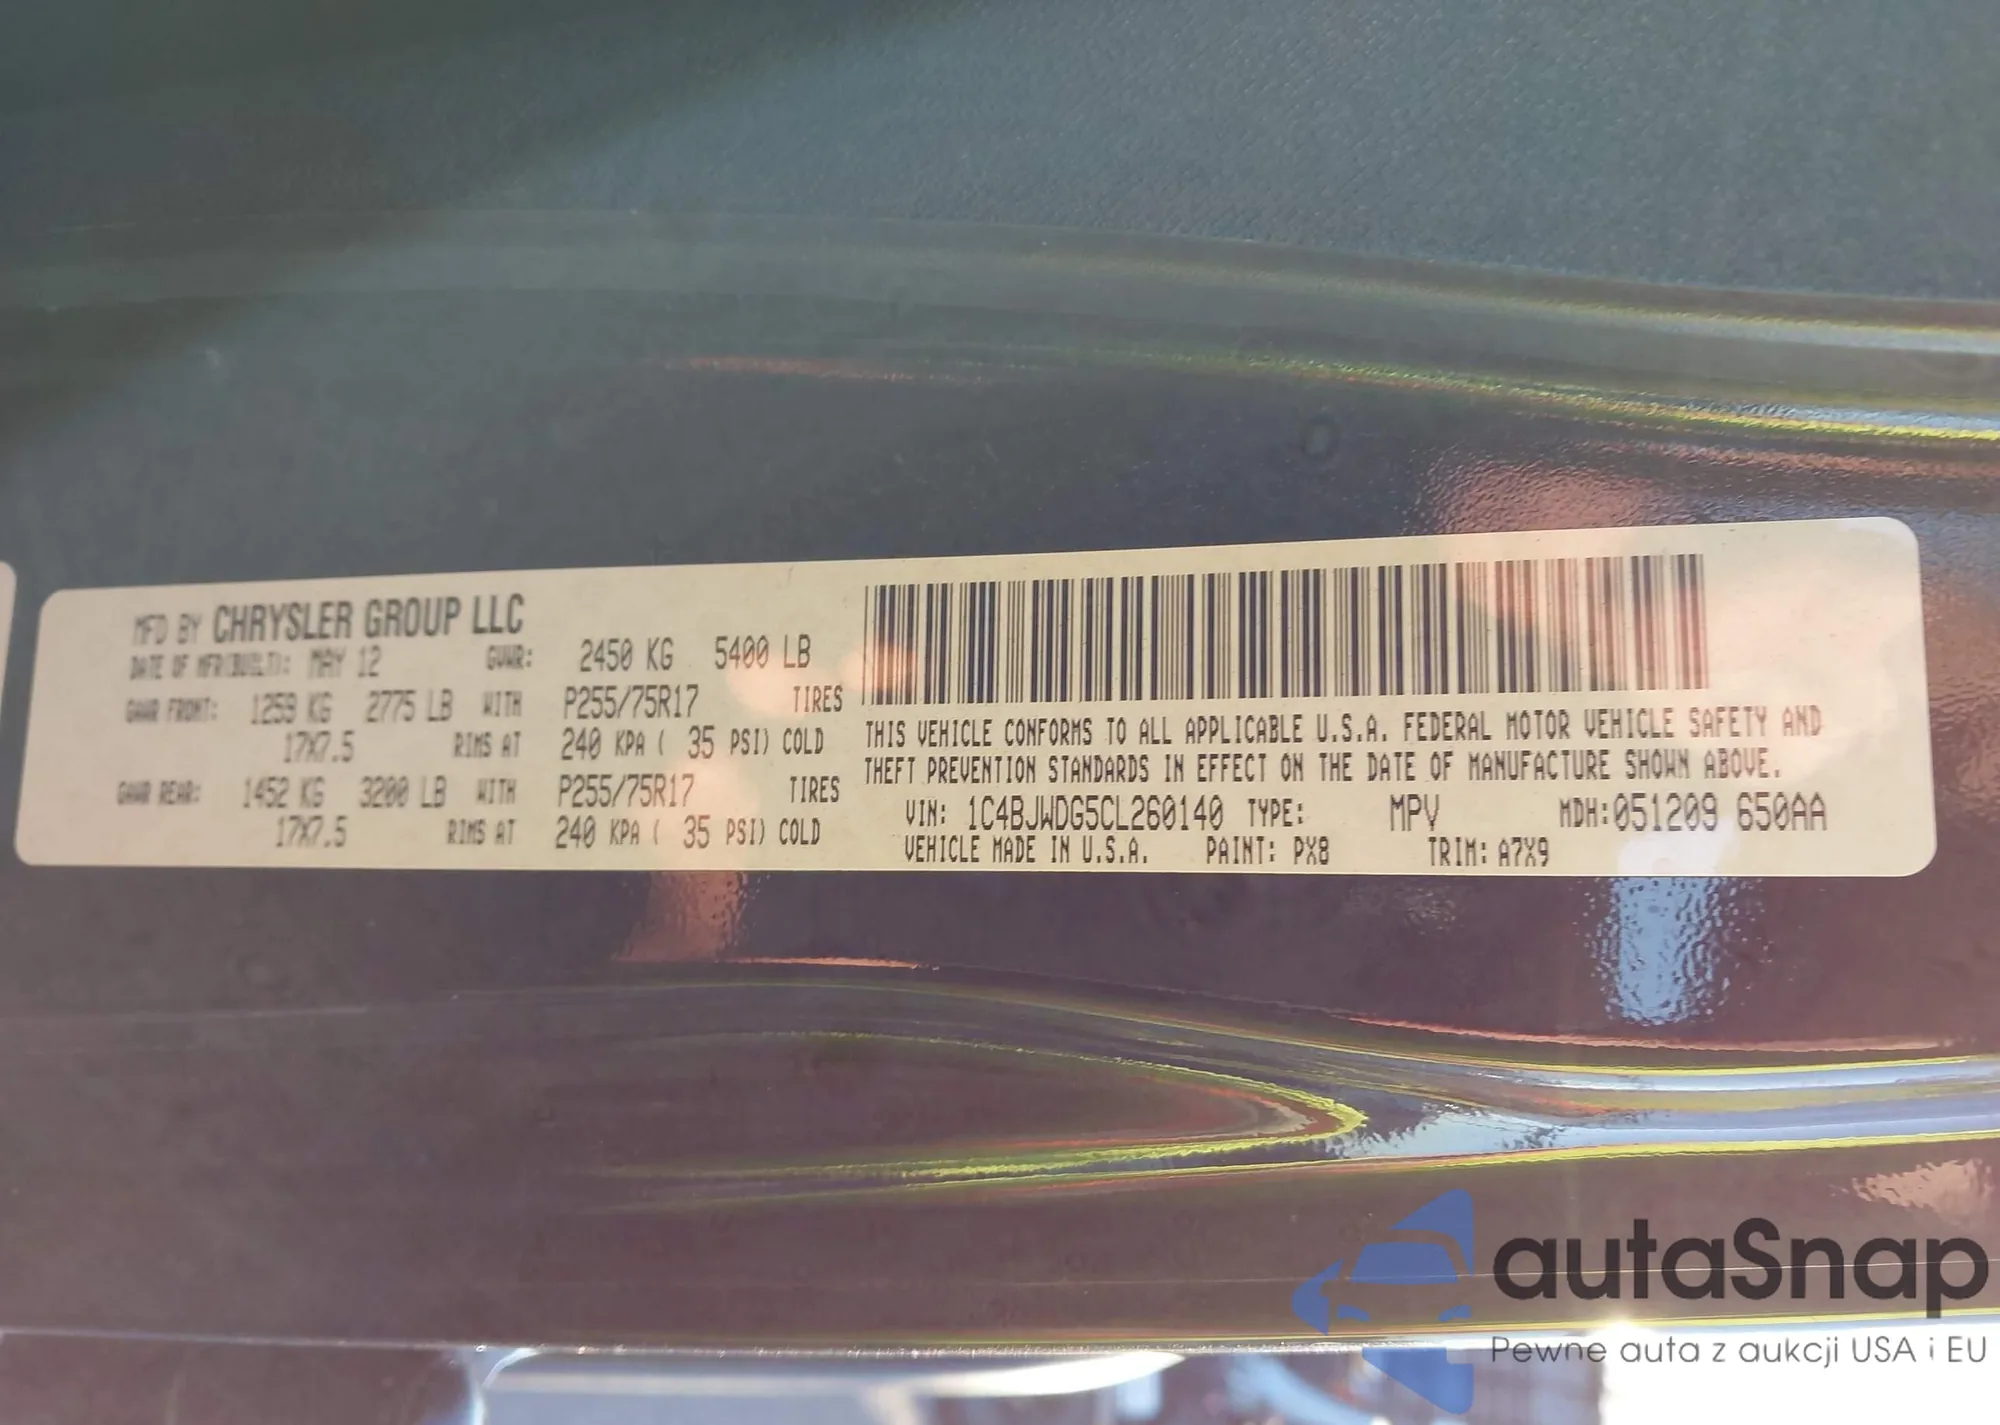 MFD BY CHRYSLER GROUP LLC
DATE OF MFR(BUILT): MAY 12 GVWR: 2450 KG 5400 LB
GAWR FRONT: 1259 KG 2775 LB WITH P255/75R17 TIRES
17X7.5 RIMS AT 240 KPA ( 35 PSI) COLD
GAWR REAR: 1452 KG 3200 LB WITH P255/75R17 TIRES
17X7.5 RIMS AT 240 KPA ( 35 PSI) COLD
THIS VEHICLE CONFORMS TO ALL APPLICABLE U.S.A. FEDERAL MOTOR VEHICLE SAFETY AND
THEFT PREVENTION STANDARDS IN EFFECT ON THE DATE OF MANUFACTURE SHOWN ABOVE.
VIN: 1C4BJWDG5CL260140 TYPE: MPV MDH:051209 650AA
VEHICLE MADE IN U.S.A. PAINT: PX8 TRIM: A7X9
autaSnap
Pewne auta z aukcji USA i EU